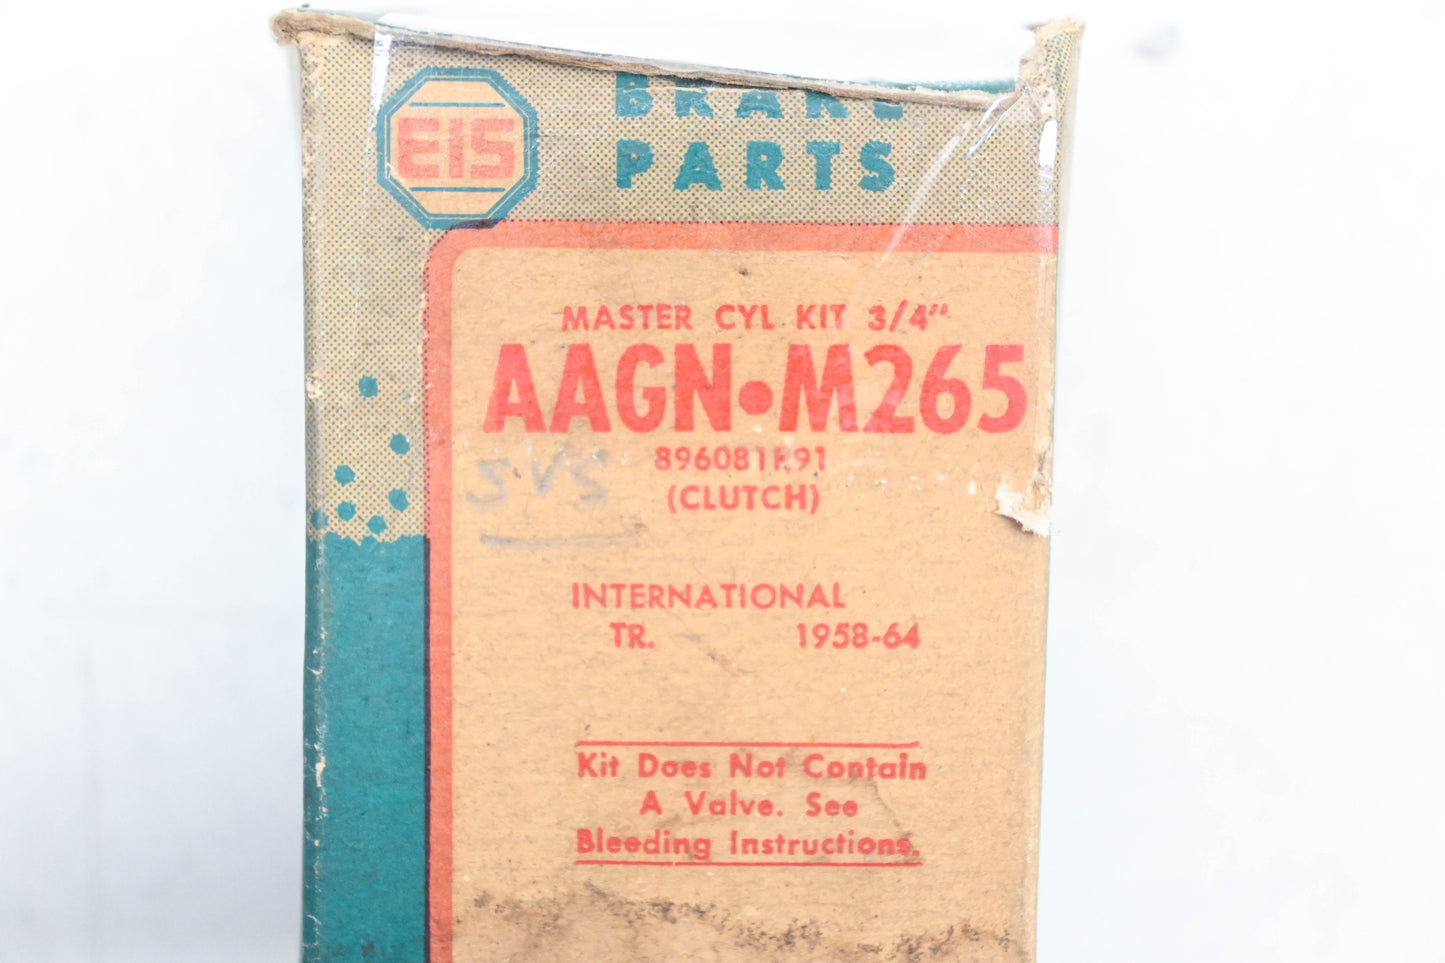 EIS
BRAKE
PARTS
MASTER CYL KIT 3/4"
AAGN•M265
896081R91
(CLUTCH)
SVS
INTERNATIONAL
TR. 1958-64
Kit Does Not Contain
A Valve. See
Bleeding Instructions.